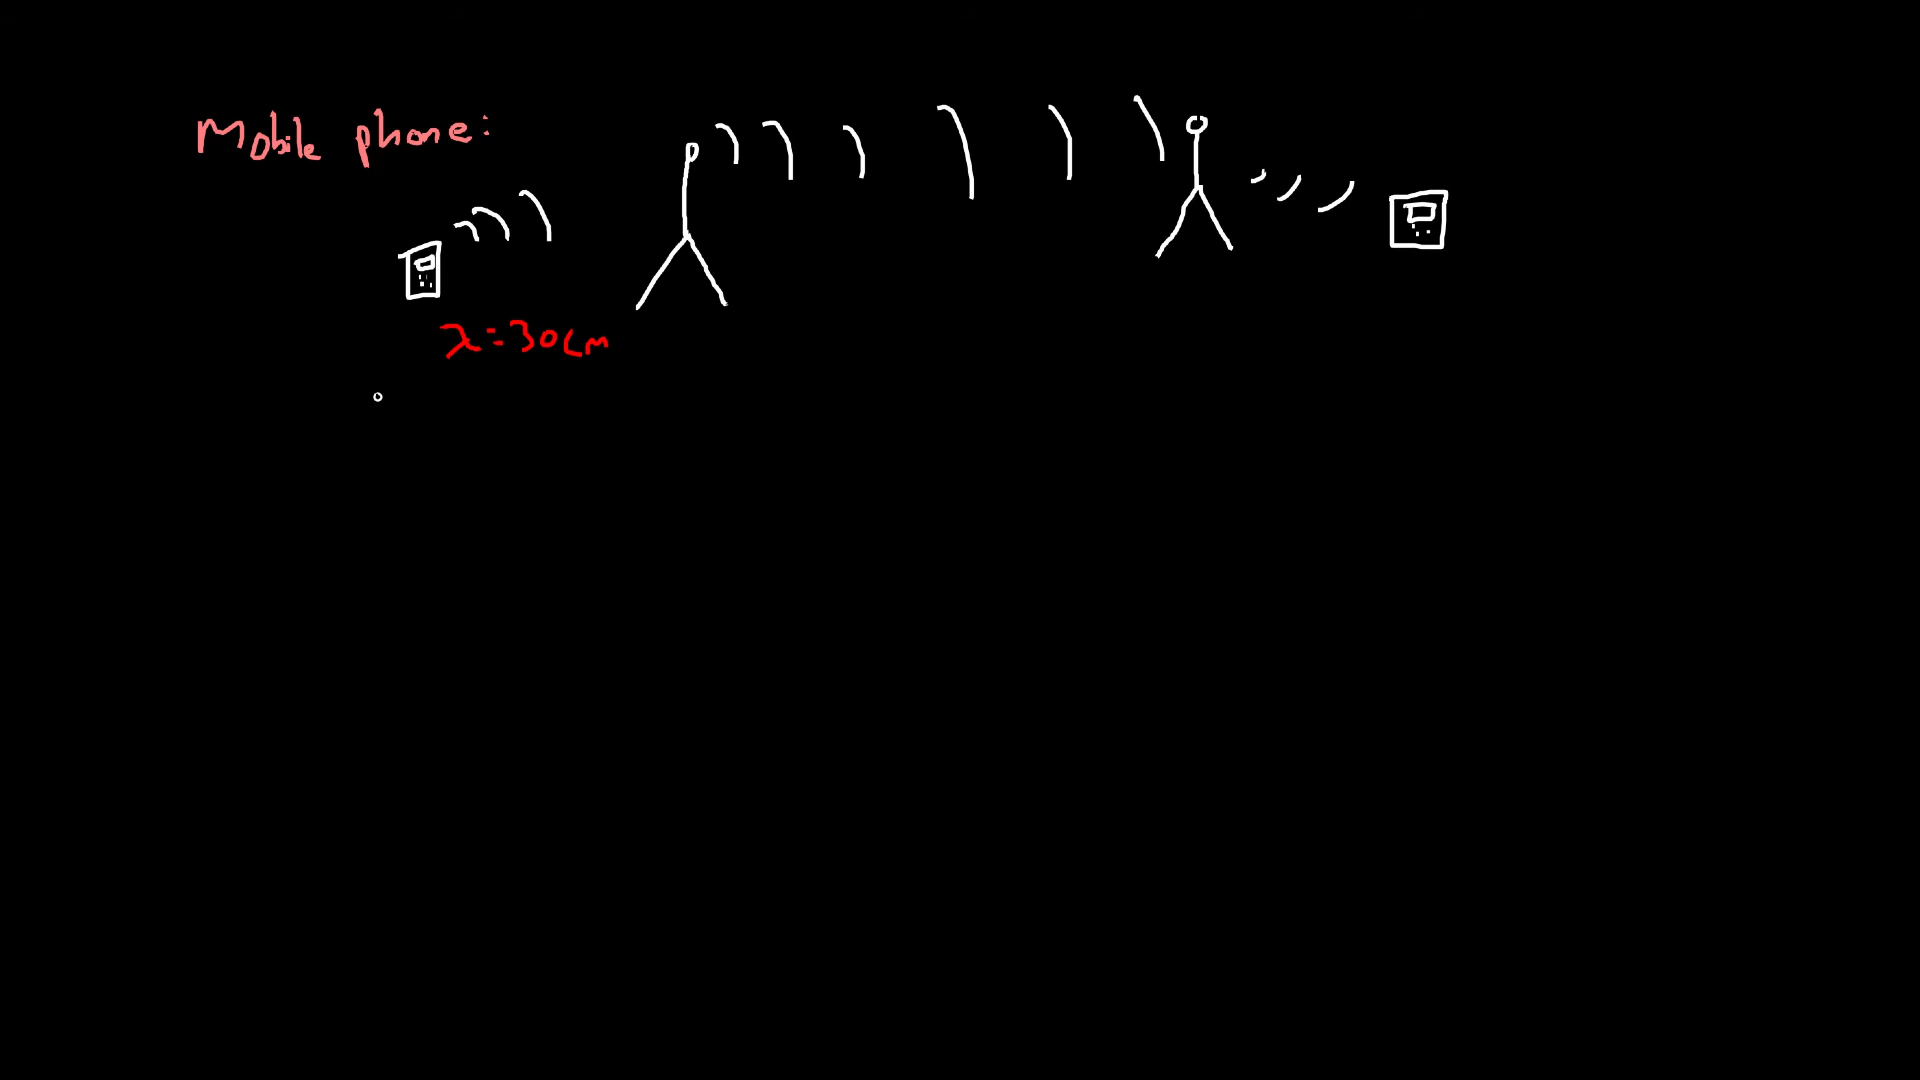 Mobile phone:
λ = 30cm